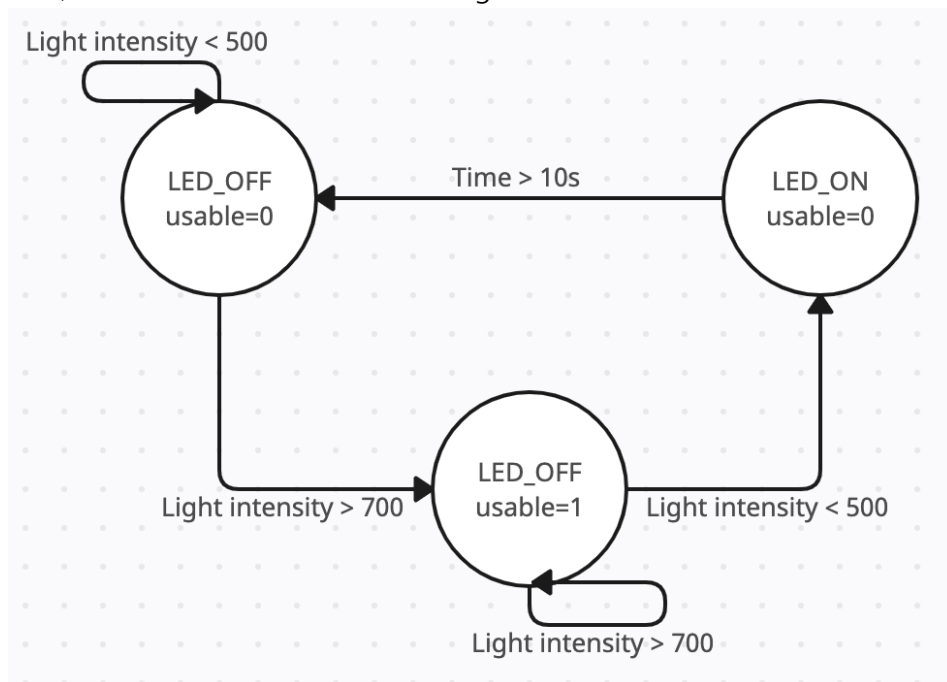 Light intensity < 500
LED_OFF
usable=0
Time > 10s
LED_ON
usable=0
Light intensity > 700
LED_OFF
usable=1
Light intensity < 500
Light intensity > 700